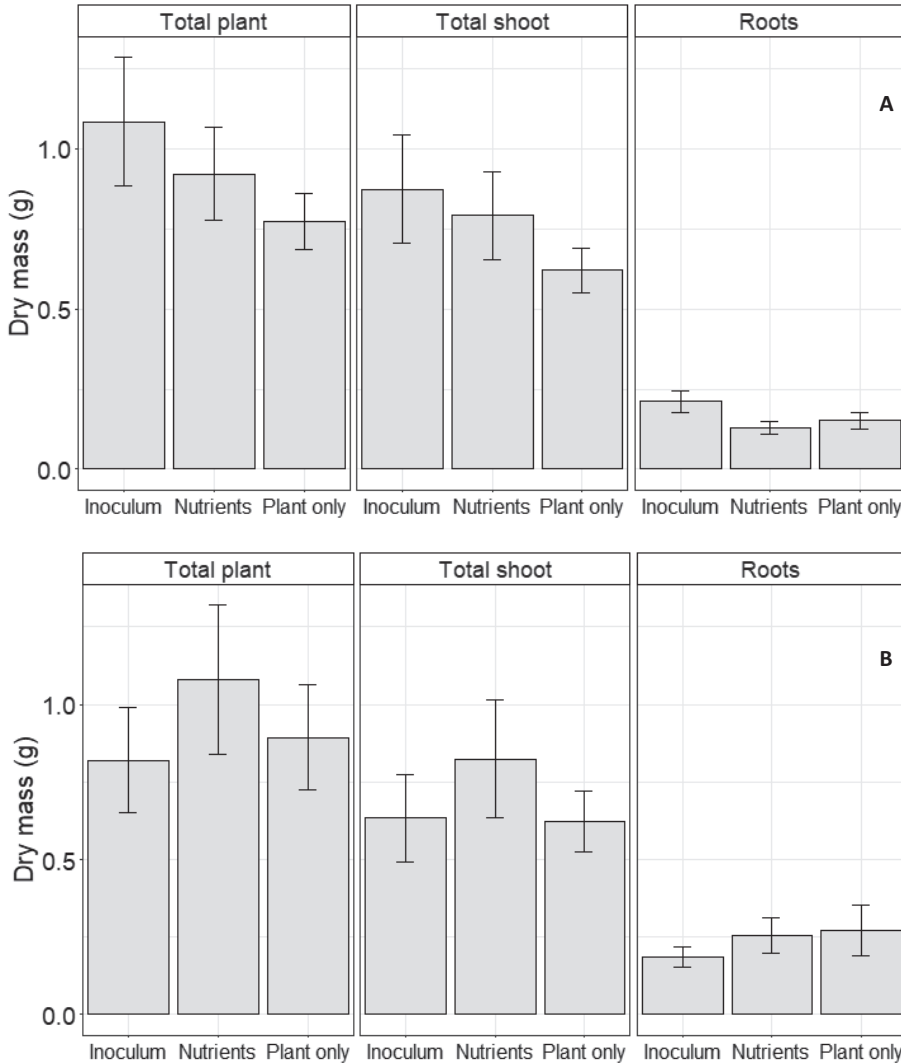 Total plant Total shoot Roots
A
Dry mass (g)
1.0
0.5
0.0
Inoculum Nutrients Plant only Inoculum Nutrients Plant only Inoculum Nutrients Plant only
Total plant Total shoot Roots
B
Dry mass (g)
1.0
0.5
0.0
Inoculum Nutrients Plant only Inoculum Nutrients Plant only Inoculum Nutrients Plant only